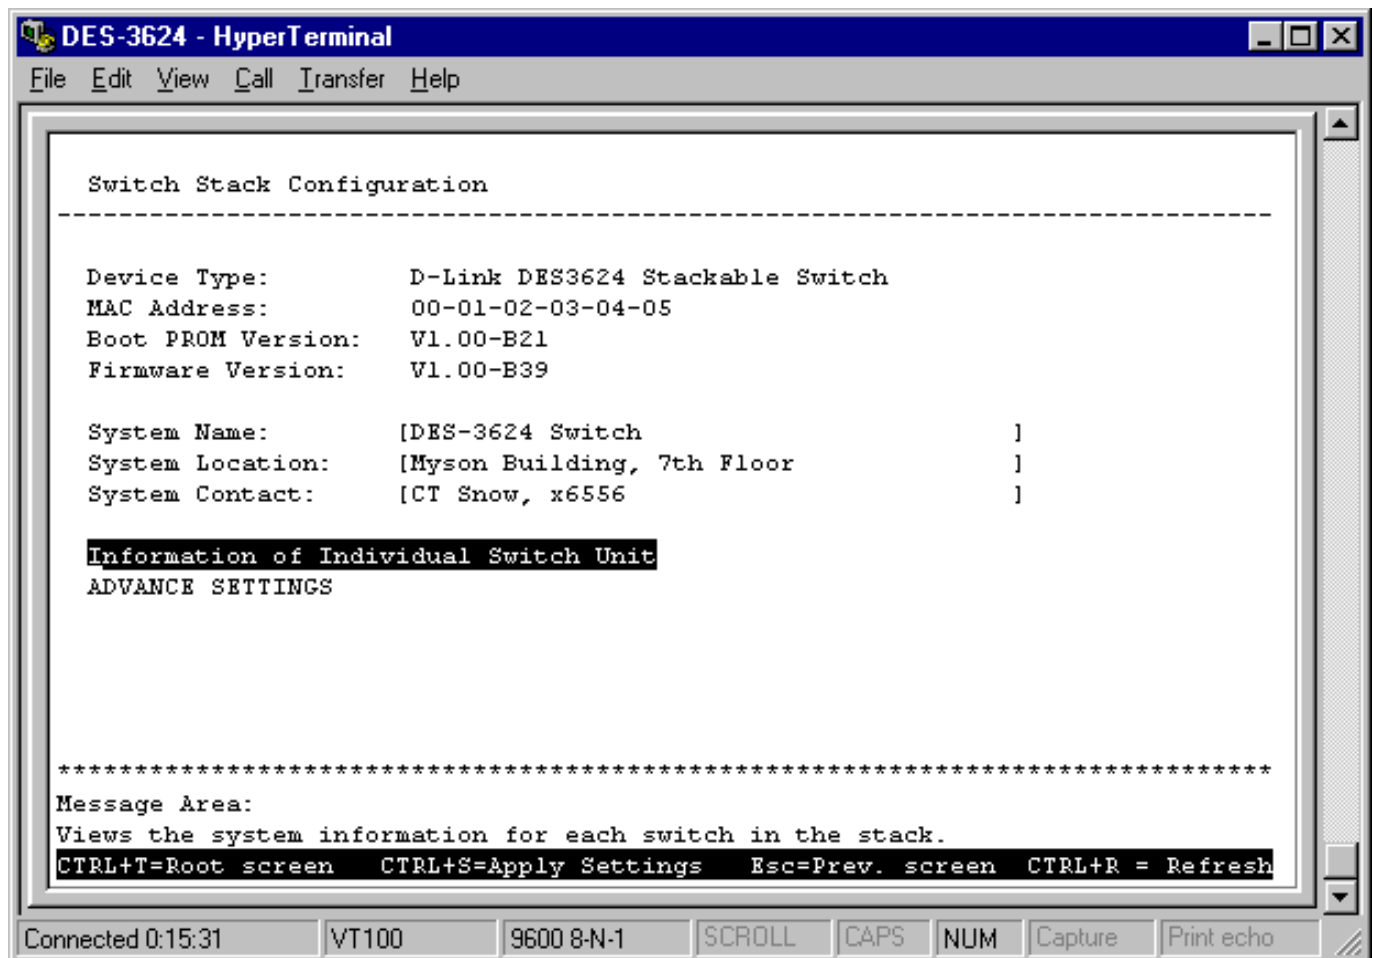 DES-3624 - HyperTerminal
File Edit View Call Transfer Help
Switch Stack Configuration
-------------------------------------------------------------------------------
Device Type: D-Link DES3624 Stackable Switch
MAC Address: 00-01-02-03-04-05
Boot PROM Version: V1.00-B21
Firmware Version: V1.00-B39
System Name: [DES-3624 Switch ]
System Location: [Myson Building, 7th Floor ]
System Contact: [CT Snow, x6556 ]
Information of Individual Switch Unit
ADVANCE SETTINGS
*******************************************************************************
Message Area:
Views the system information for each switch in the stack.
CTRL+T=Root screen CTRL+S=Apply Settings Esc=Prev. screen CTRL+R = Refresh
Connected 0:15:31 VT100 9600 8-N-1 SCROLL CAPS NUM Capture Print echo